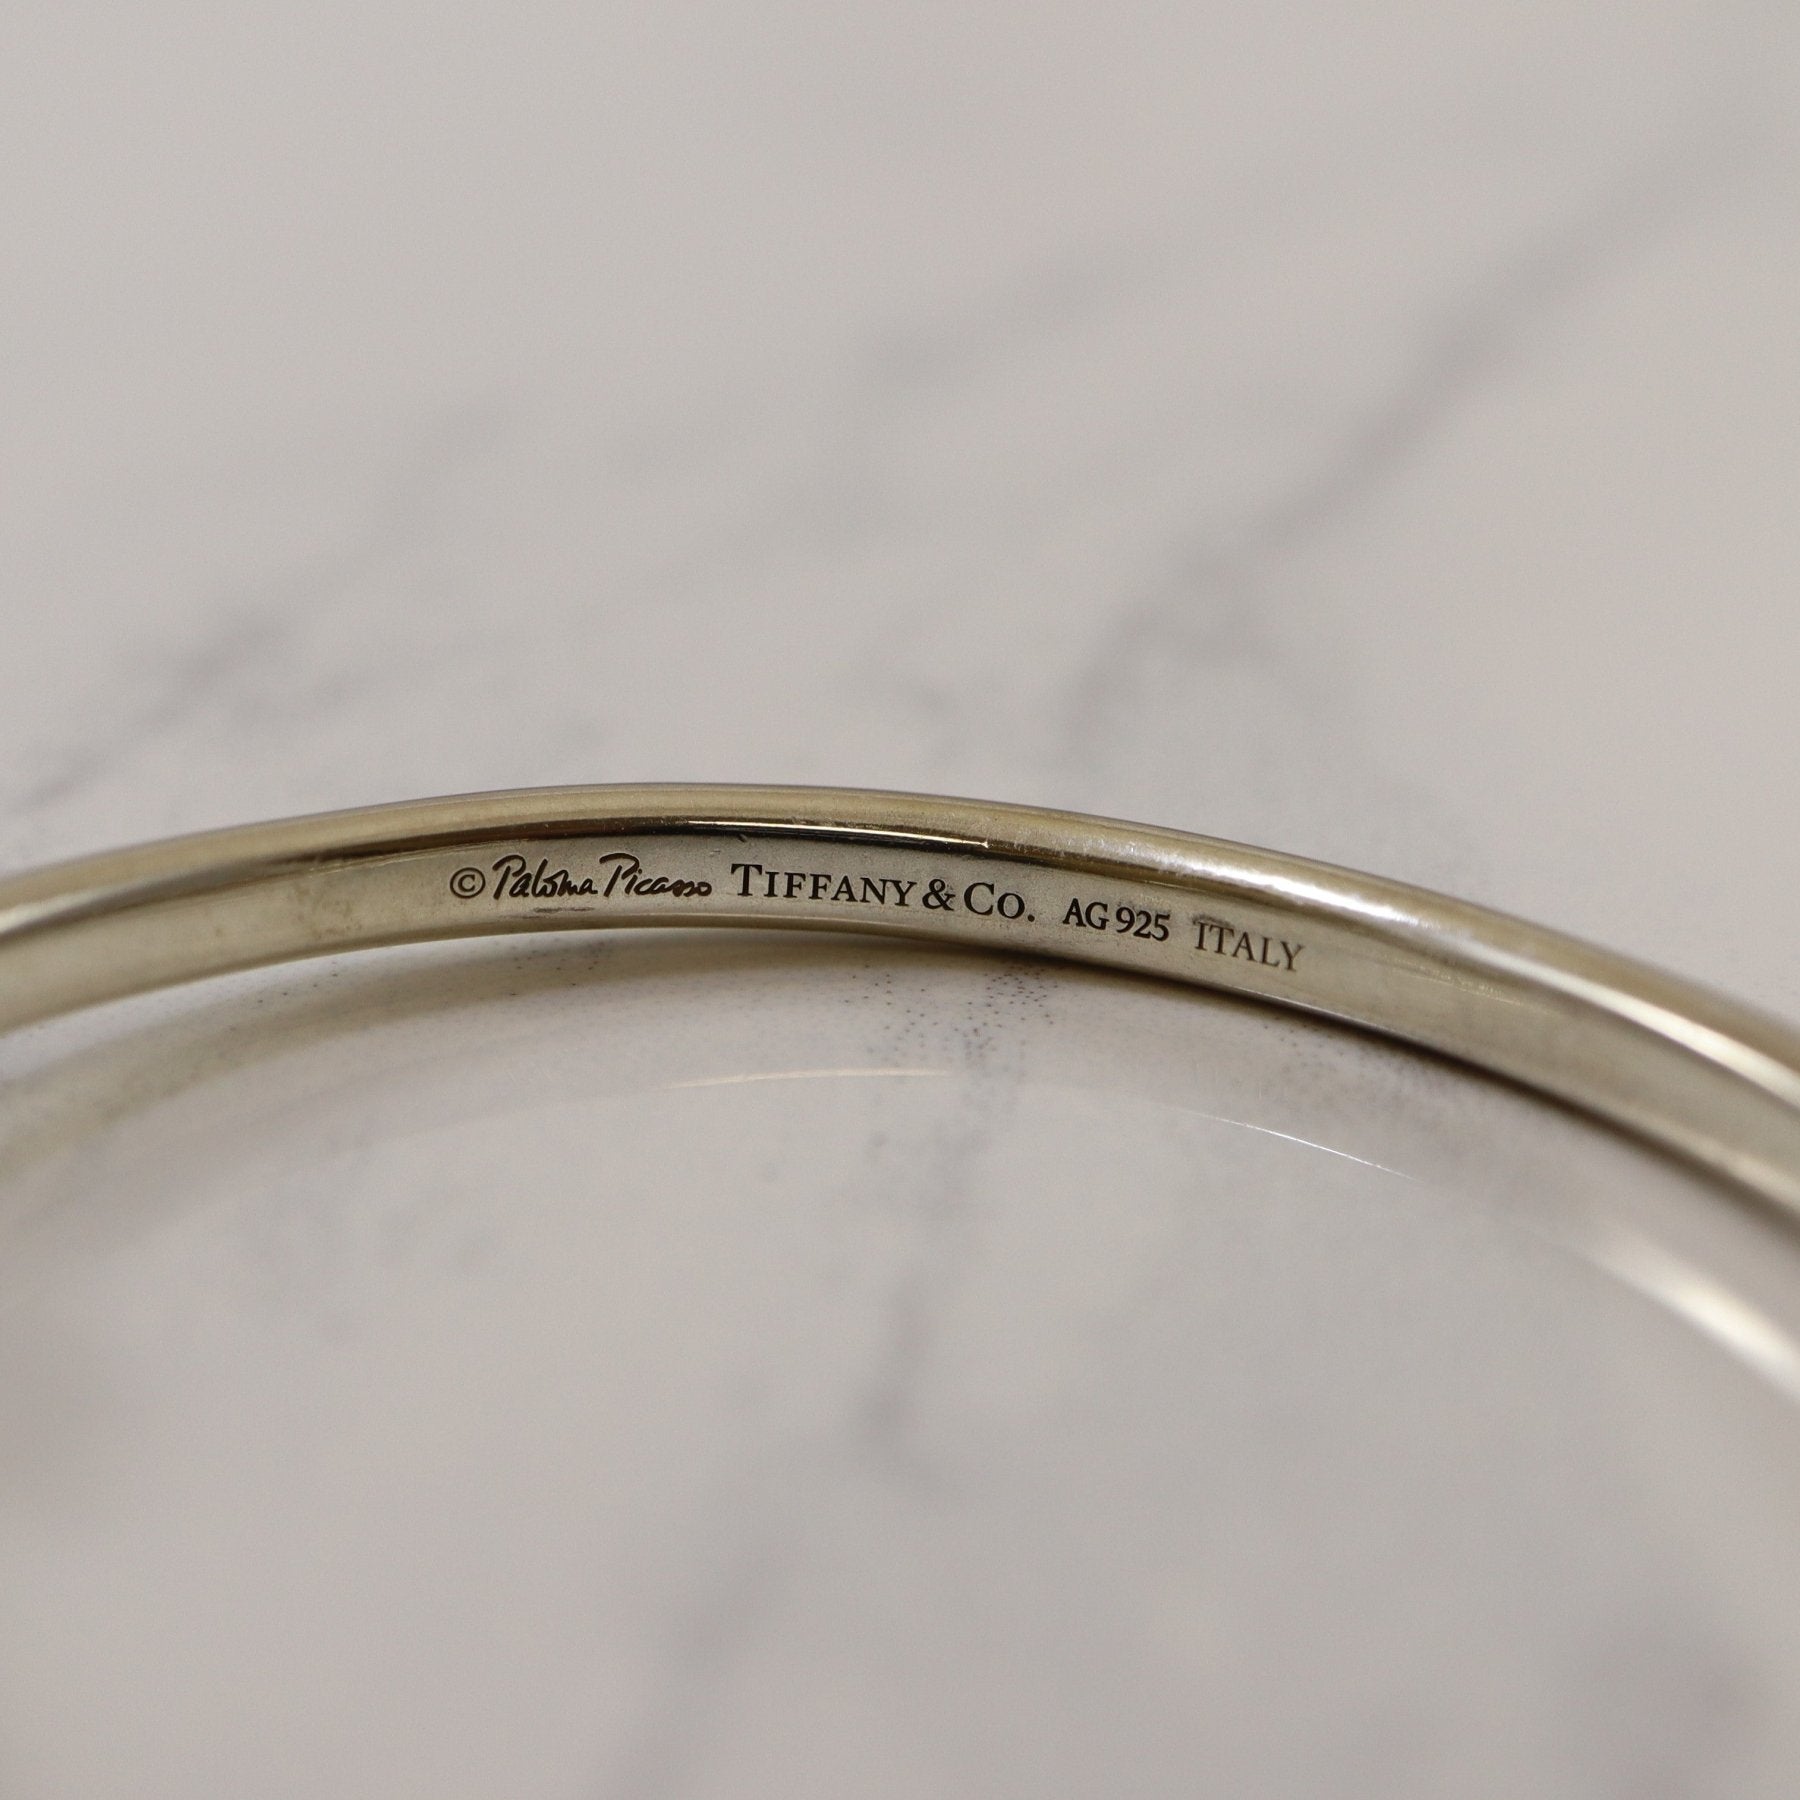 © Paloma Picasso TIFFANY & CO. AG925 ITALY